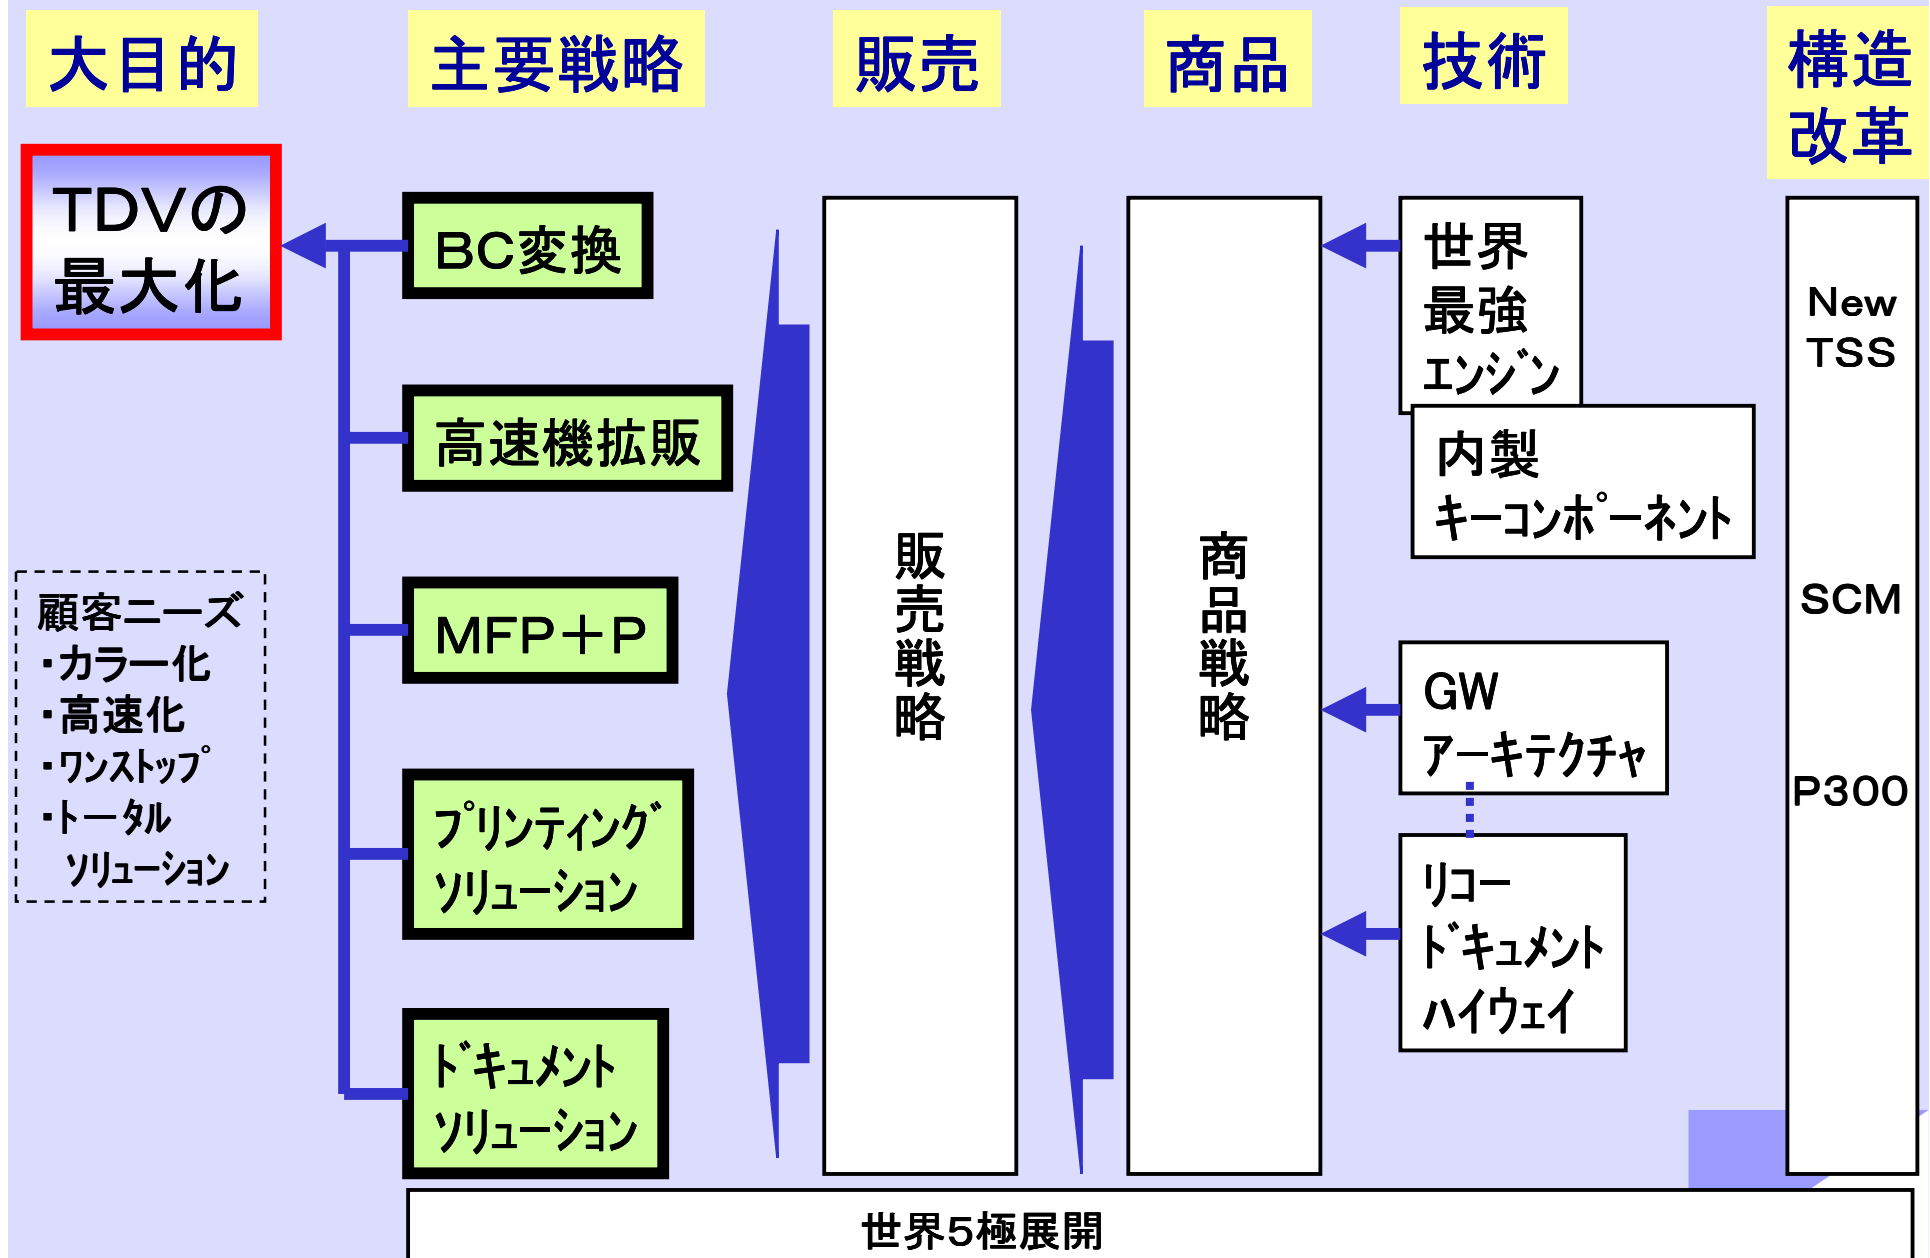 大目的
主要戦略
販売
商品
技術
構造
改革
TDVの
最大化
顧客ニーズ
・カラー化
・高速化
・ワンストップ
・トータル
ソリューション
BC変換
高速機拡販
MFP+P
プリンティング
ソリューション
ドキュメント
ソリューション
販売戦略
商品戦略
世界
最強
エンジン
内製
キーコンポーネント
GW
アーキテクチャ
リコー
ドキュメント
ハイウェイ
New
TSS
SCM
P300
世界5極展開